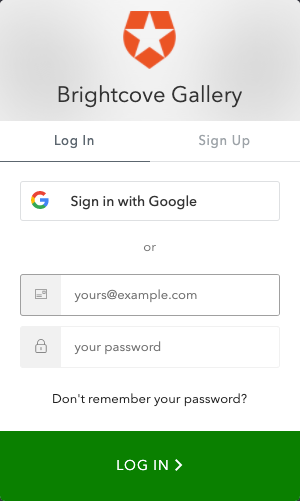 Brightcove Gallery
Log In
Sign Up
Sign in with Google
or
yours@example.com
your password
Don't remember your password?
LOG IN